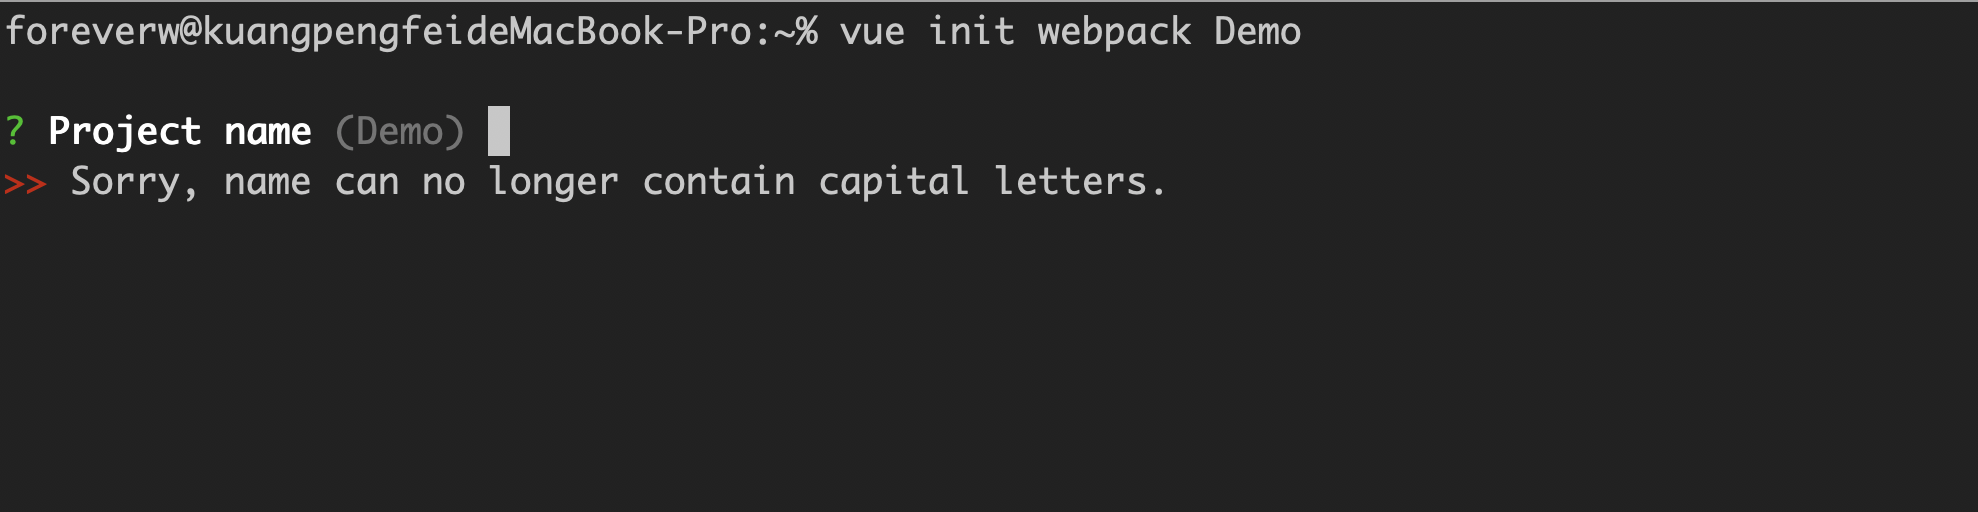 foreverw@kuangpengfeideMacBook-Pro:~% vue init webpack Demo
? Project name (Demo)
>> Sorry, name can no longer contain capital letters.